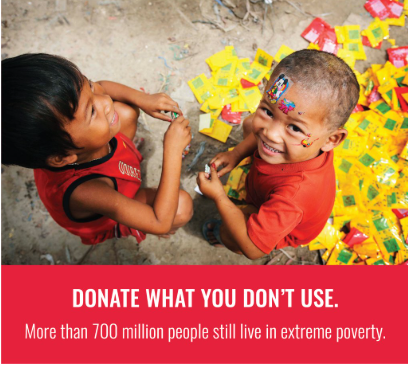 DONATE WHAT YOU DON'T USE.
More than 700 million people still live in extreme poverty.